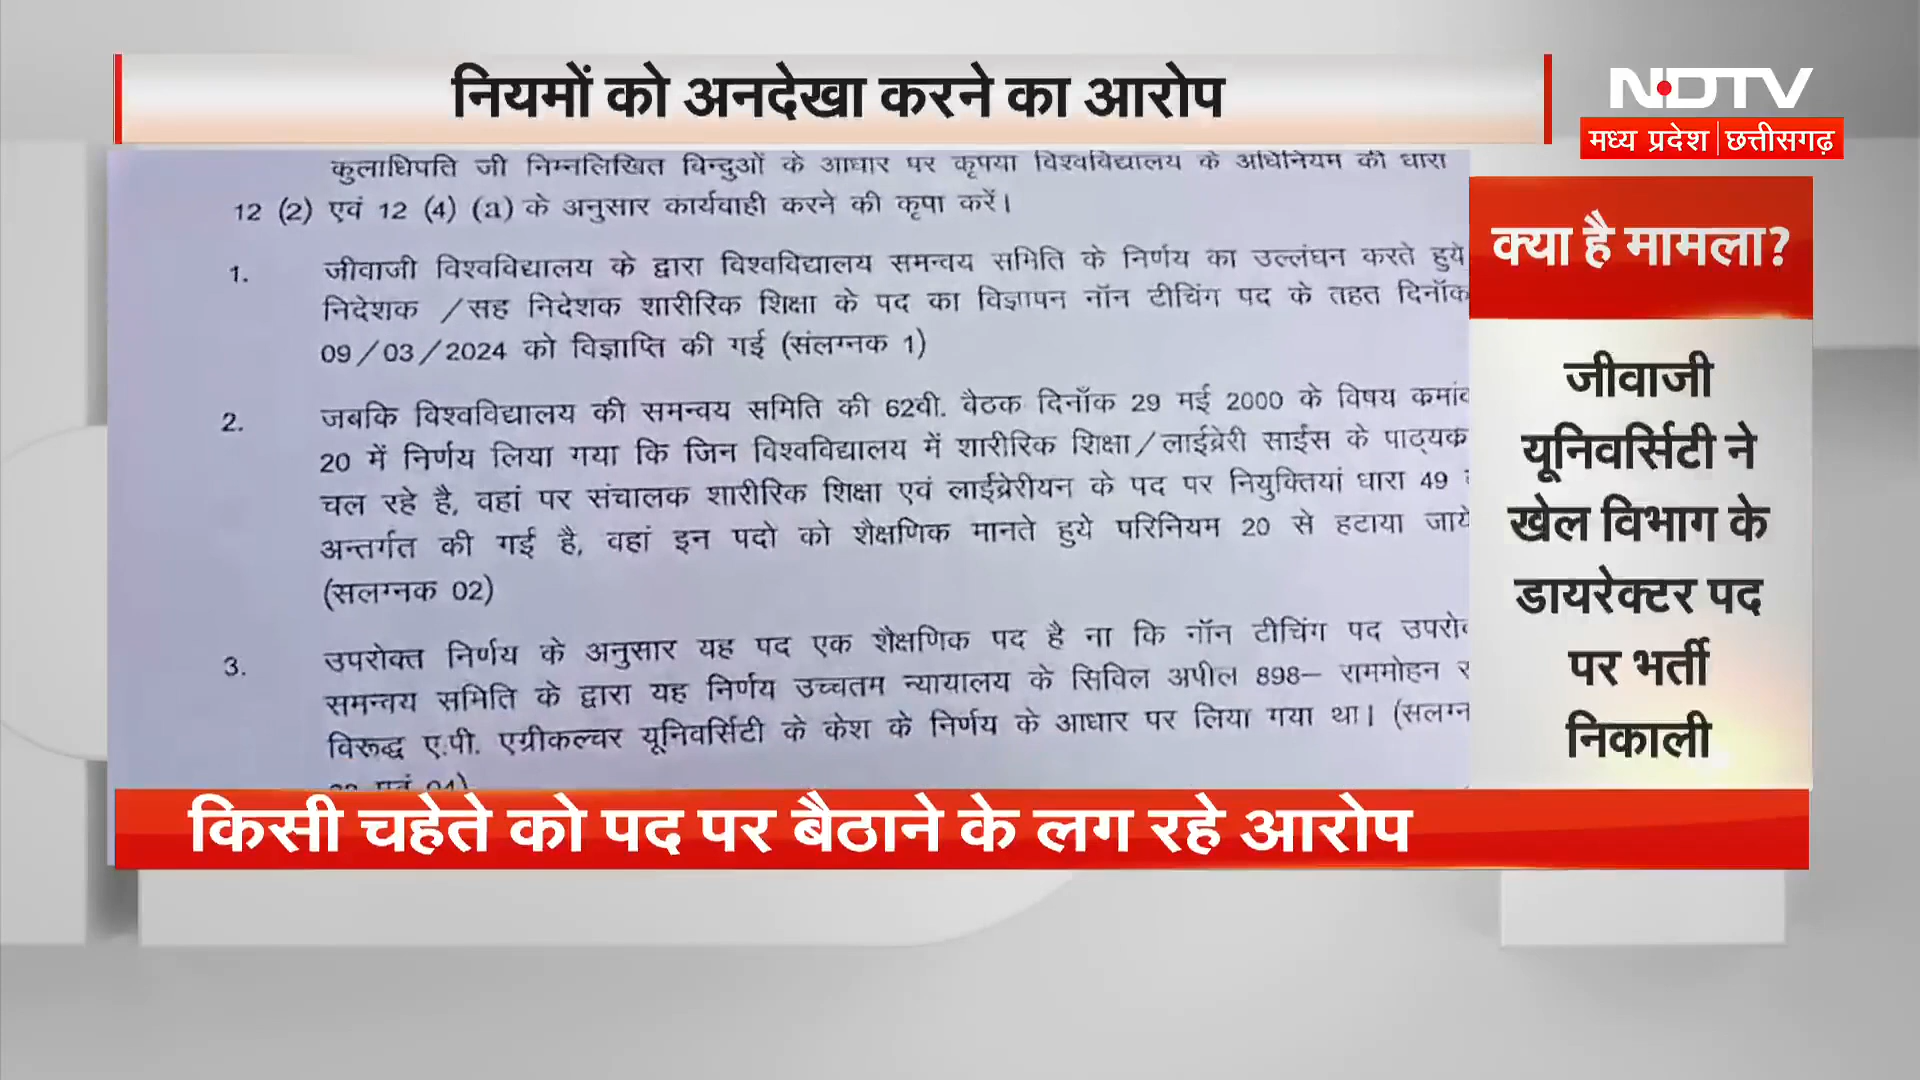 नियमों को अनदेखा करने का आरोप
NDTV
मध्य प्रदेश | छत्तीसगढ़
कुलाधिपति जी निम्नलिखित बिन्दुओं के आधार पर कृपया विश्वविद्यालय के अधिनियम की धारा
12 (2) एवं 12 (4) (a) के अनुसार कार्यवाही करने की कृपा करें।
1. जीवाजी विश्वविद्यालय के द्वारा विश्वविद्यालय समन्वय समिति के निर्णय का उल्लंघन करते हुये
निदेशक /सह निदेशक शारीरिक शिक्षा के पद का विज्ञापन नॉन टीचिंग पद के तहत दिनॉक
09/03/2024 को विज्ञाप्ति की गई (संलग्नक 1)
2. जबकि विश्वविद्यालय की समन्वय समिति की 62वी. वैठक दिनॉंक 29 मई 2000 के विषय
20 में निर्णय लिया गया कि जिन विश्वविद्यालय में शारीरिक शिक्षा/लाईब्रेरी साईंस के
चल रहे है, वहां पर संचालक शारीरिक शिक्षा एवं लाईब्रेरीयन के पद पर नियुक्तियां धारा 49
अन्तर्गत की गई है, वहां इन पदो को शैक्षणिक मानते हुये परिनियम 20 से हटाया जाये
(सलग्नक 02)
3. उपरोक्त निर्णय के अनुसार यह पद एक शैक्षणिक पद है ना कि नॉन टीचिंग पद
समन्वय समिति के द्वारा यह निर्णय उच्चतम न्यायालय के सिविल अपील 898– राममोहन
विरूद्ध ए.पी. एग्रीकल्चर यूनिवर्सिटी के केश के निर्णय के आधार पर लिया गया था।
क्या है मामला?
जीवाजी
यूनिवर्सिटी ने
खेल विभाग के
डायरेक्टर पद
पर भर्ती
निकाली
किसी चहेते को पद पर बैठाने के लग रहे आरोप